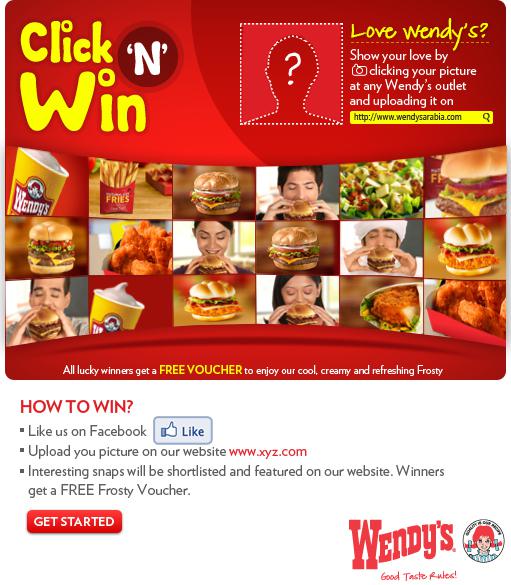 Click 'N' Win
Love Wendy's?
Show your love by
clicking your picture
at any Wendy's outlet
and uploading it on
http://www.wendysarabia.com
?
WENDY'S
FRIES
All lucky winners get a FREE VOUCHER to enjoy our cool, creamy and refreshing Frosty
HOW TO WIN?
▪ Like us on Facebook Like
▪ Upload you picture on our website www.xyz.com
▪ Interesting snaps will be shortlisted and featured on our website. Winners
get a FREE Frosty Voucher.
GET STARTED
WENDY'S
Good Taste Rules!